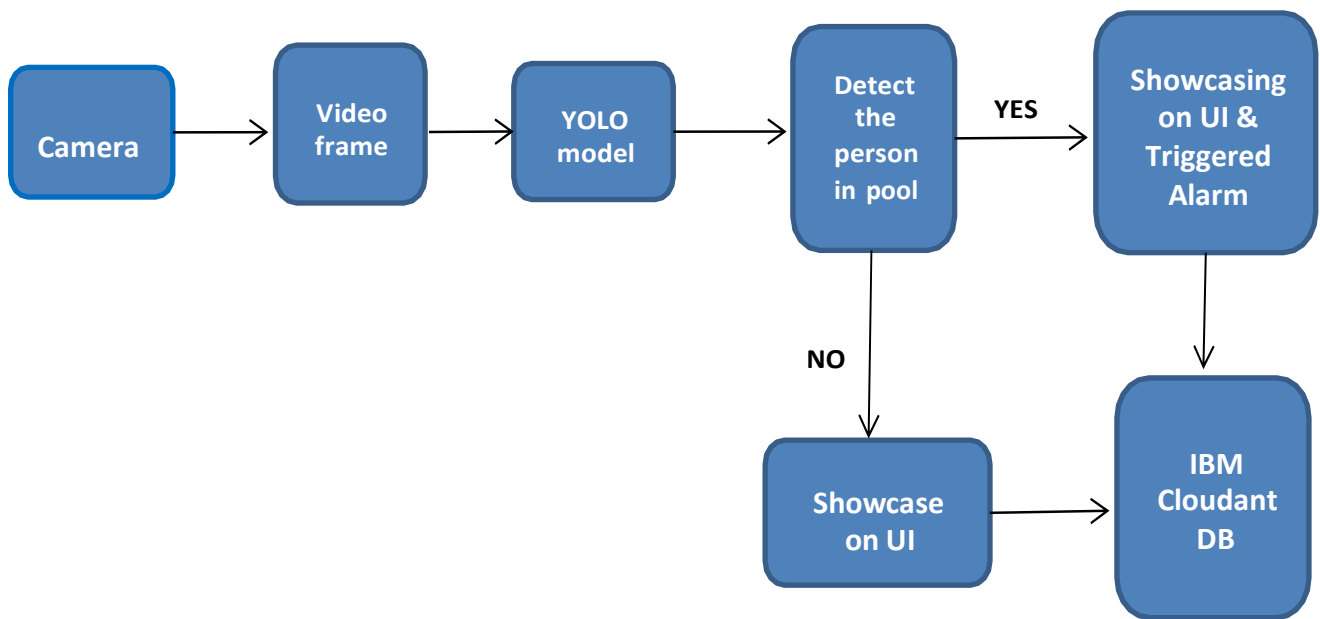 Camera
Video
frame
YOLO
model
Detect
the
person
in pool
YES
Showcasing
on UI &
Triggered
Alarm
NO
Showcase
on UI
IBM
Cloudant
DB